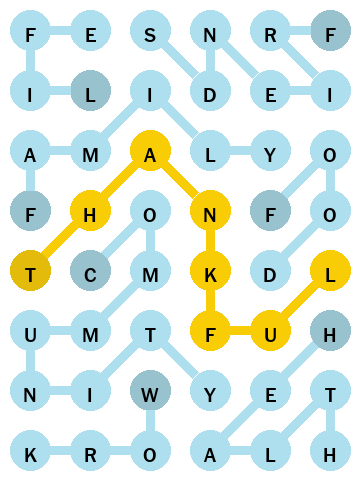 F E S N R F
I L I D E I
A M A L Y O
F H O N F O
T C M K D L
U M T F U H
N I W Y E T
K R O A L H